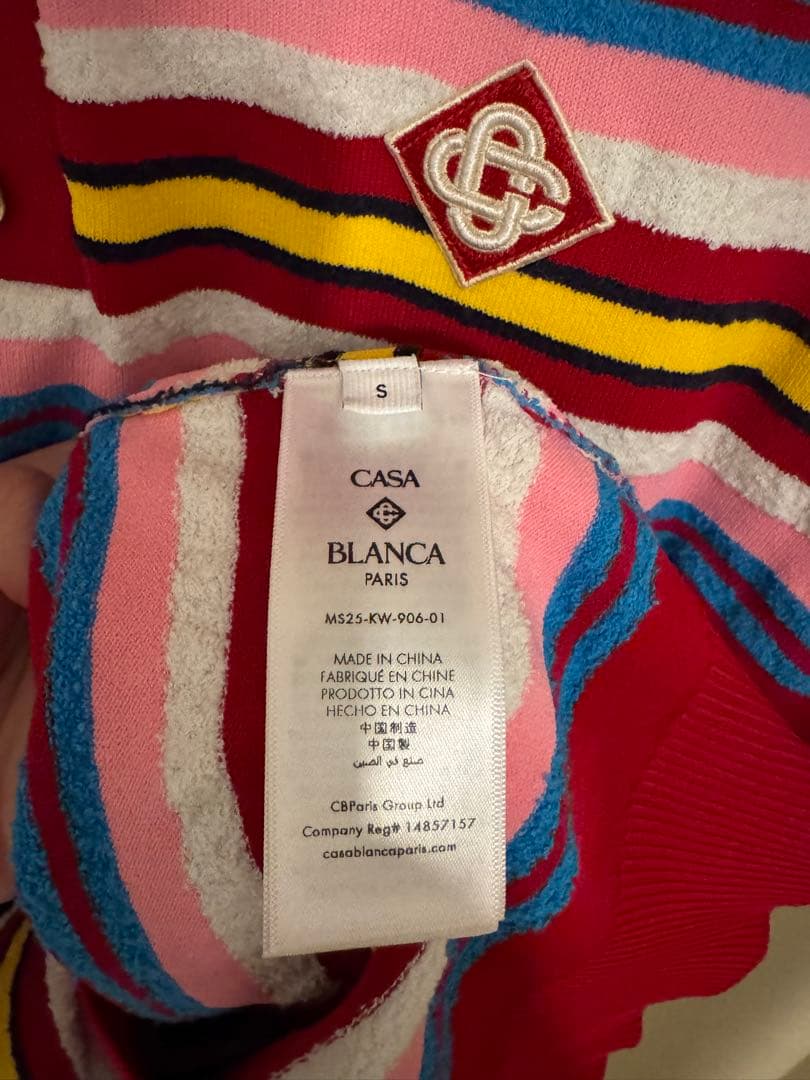 S
CASA
BLANCA
PARIS
MS25-KW-906-01
MADE IN CHINA
FABRIQUÉ EN CHINE
PRODOTTO IN CINA
HECHO EN CHINA
中国制造
中国製
صنع في الصين
CBParis Group Ltd
Company Reg# 14857157
casablancaparis.com